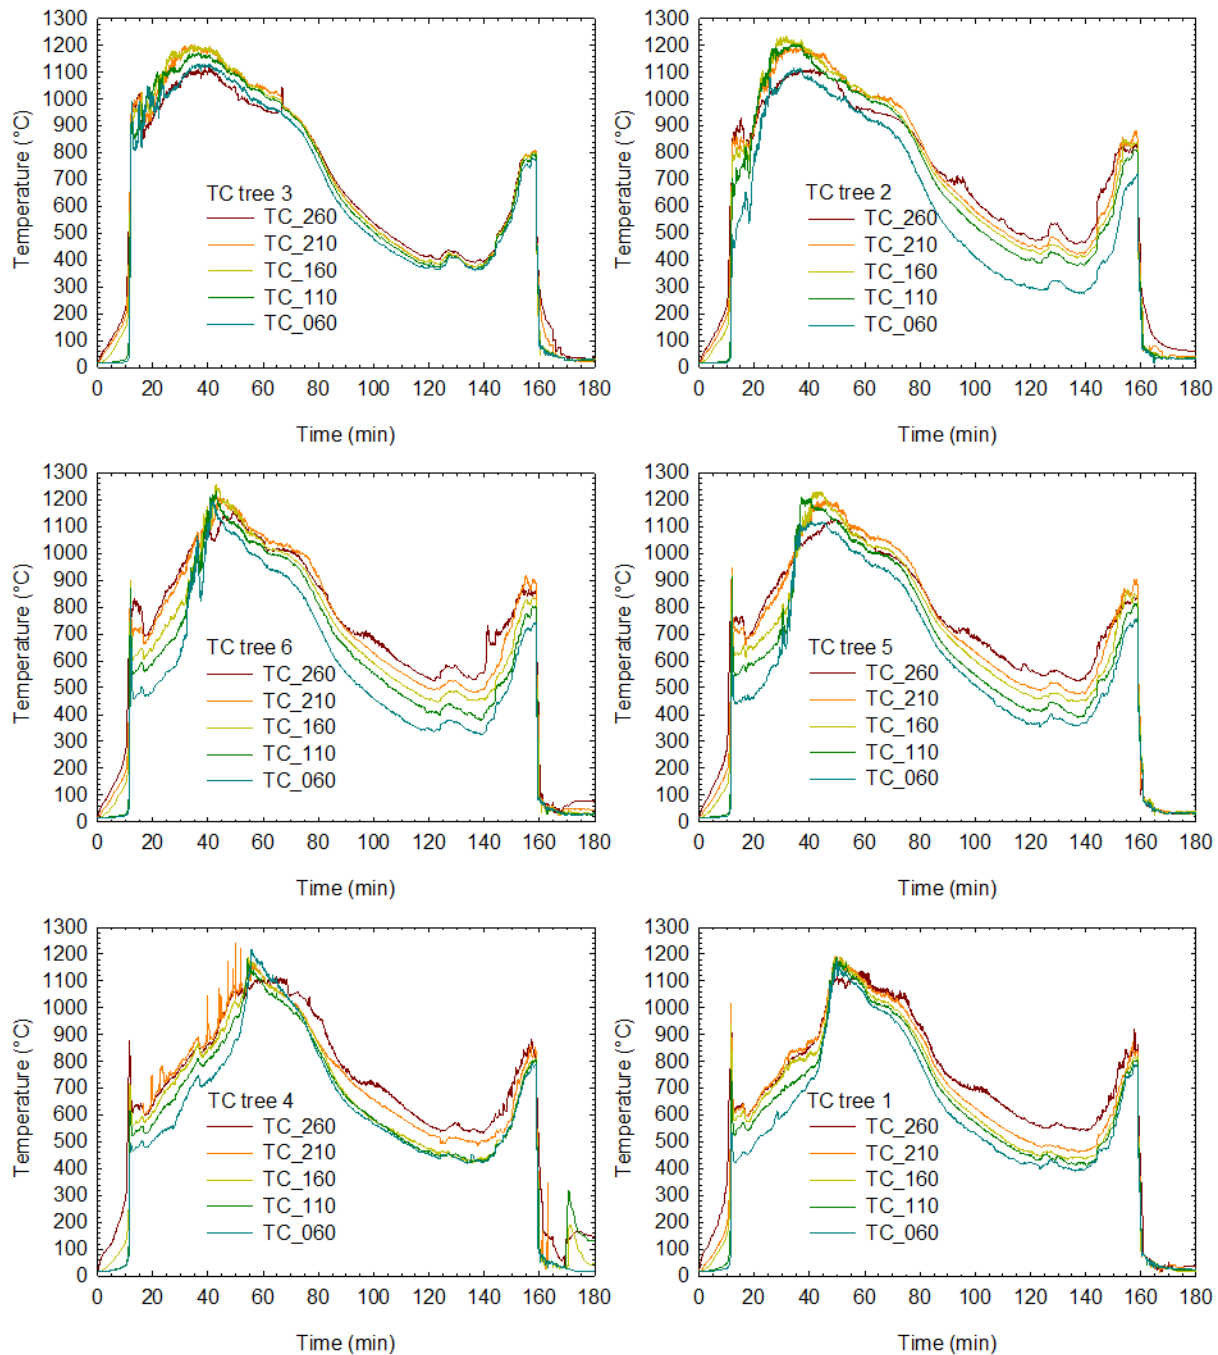 1300
1200
1100
1000
900
800
700
600
500
400
300
200
100
0
Temperature (°C)
TC tree 3
TC_260
TC_210
TC_160
TC_110
TC_060
0 20 40 60 80 100 120 140 160 180
Time (min)
1300
1200
1100
1000
900
800
700
600
500
400
300
200
100
0
Temperature (°C)
TC tree 2
TC_260
TC_210
TC_160
TC_110
TC_060
0 20 40 60 80 100 120 140 160 180
Time (min)
1300
1200
1100
1000
900
800
700
600
500
400
300
200
100
0
Temperature (°C)
TC tree 6
TC_260
TC_210
TC_160
TC_110
TC_060
0 20 40 60 80 100 120 140 160 180
Time (min)
1300
1200
1100
1000
900
800
700
600
500
400
300
200
100
0
Temperature (°C)
TC tree 5
TC_260
TC_210
TC_160
TC_110
TC_060
0 20 40 60 80 100 120 140 160 180
Time (min)
1300
1200
1100
1000
900
800
700
600
500
400
300
200
100
0
Temperature (°C)
TC tree 4
TC_260
TC_210
TC_160
TC_110
TC_060
0 20 40 60 80 100 120 140 160 180
Time (min)
1300
1200
1100
1000
900
800
700
600
500
400
300
200
100
0
Temperature (°C)
TC tree 1
TC_260
TC_210
TC_160
TC_110
TC_060
0 20 40 60 80 100 120 140 160 180
Time (min)